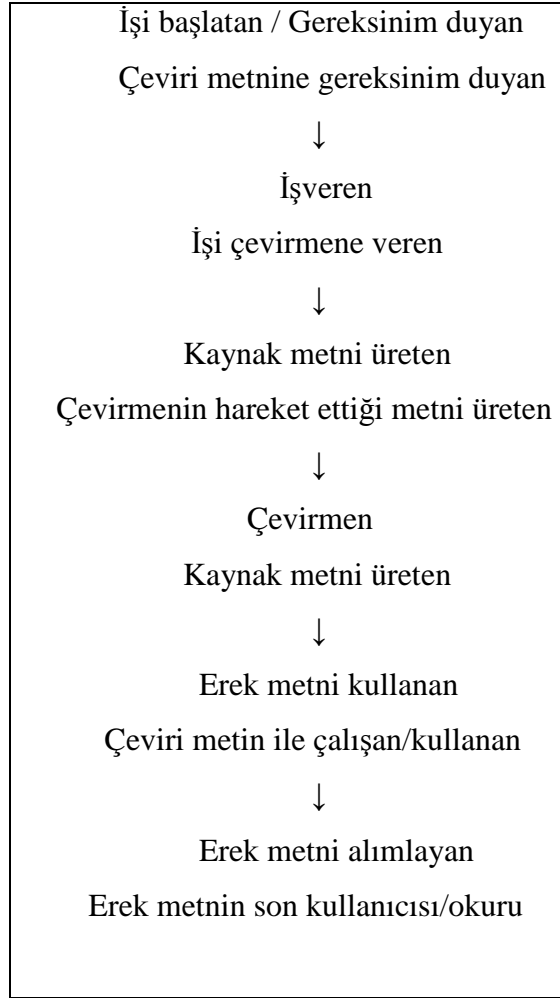 İşi başlatan / Gereksinim duyan
Çeviri metnine gereksinim duyan
↓
İşveren
İşi çevirmene veren
↓
Kaynak metni üreten
Çevirmenin hareket ettiği metni üreten
↓
Çevirmen
Kaynak metni üreten
↓
Erek metni kullanan
Çeviri metin ile çalışan/kullanan
↓
Erek metni alımlayan
Erek metnin son kullanıcısı/okuru